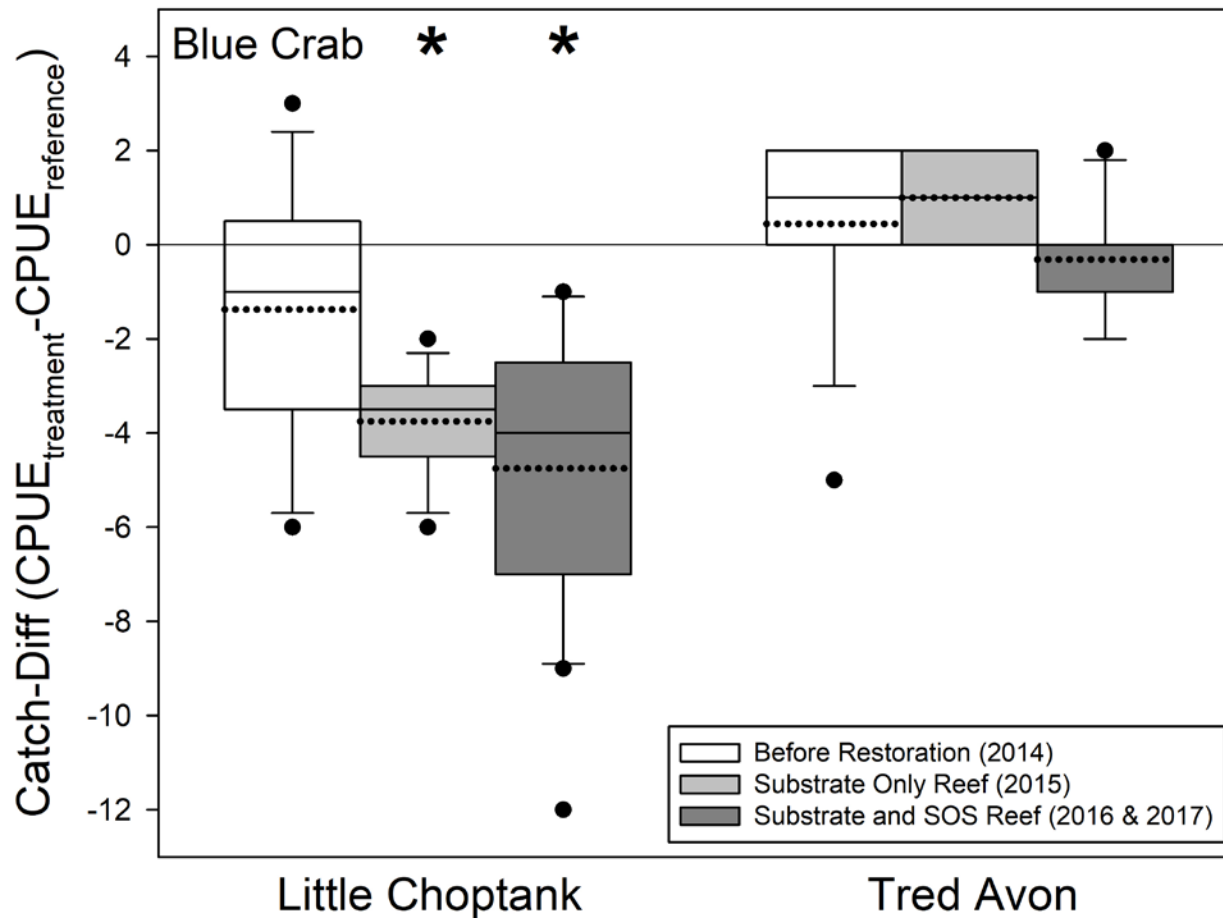 Blue Crab * *
Catch-Diff (CPUEtreatment-CPUEreference)
4
2
0
-2
-4
-6
-8
-10
-12
Before Restoration (2014)
Substrate Only Reef (2015)
Substrate and SOS Reef (2016 & 2017)
Little Choptank Tred Avon